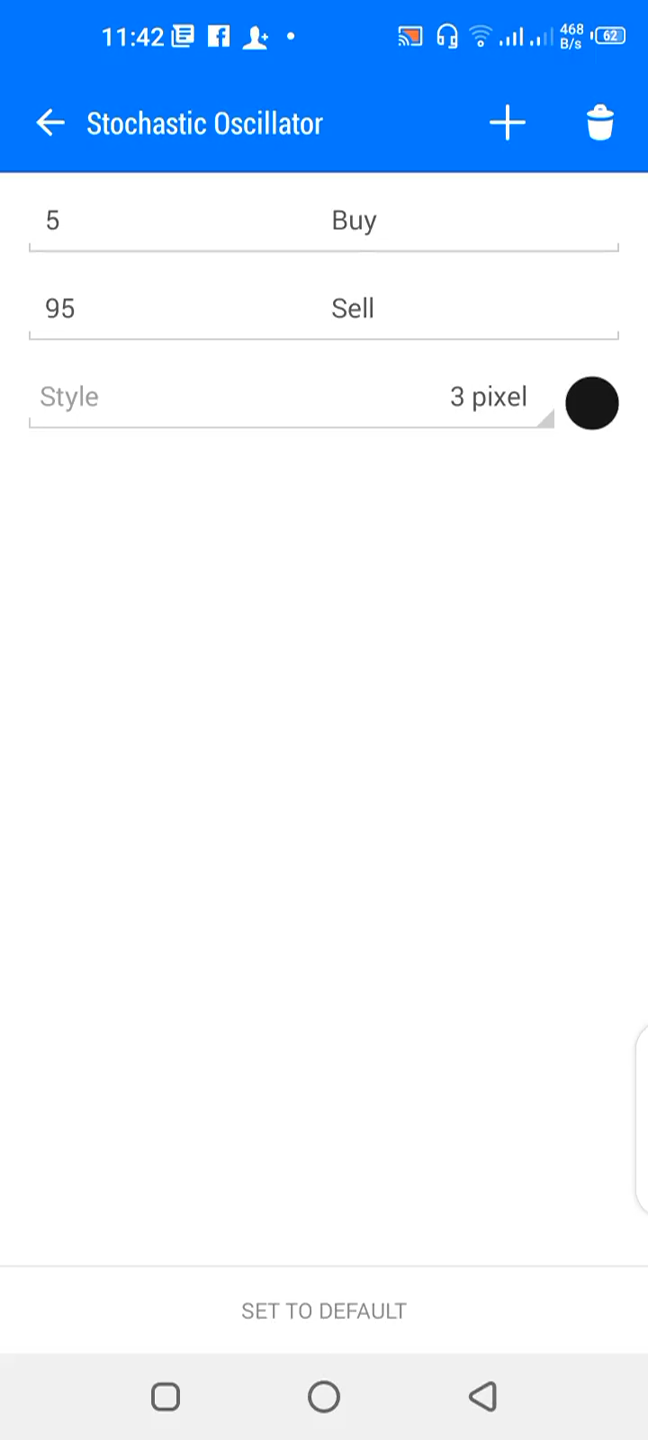 11:42 468 B/s 62
Stochastic Oscillator
5 Buy
95 Sell
Style 3 pixel
SET TO DEFAULT